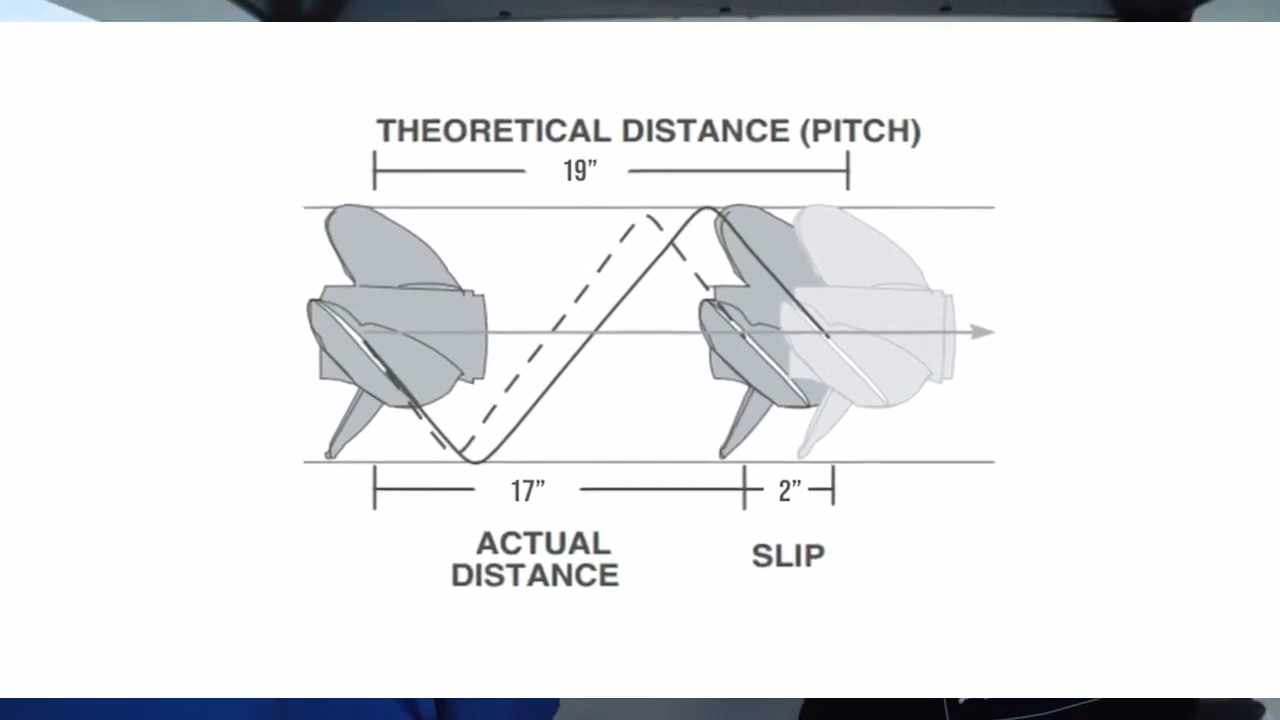 THEORETICAL DISTANCE (PITCH)
19”
17”
2”
ACTUAL
DISTANCE
SLIP